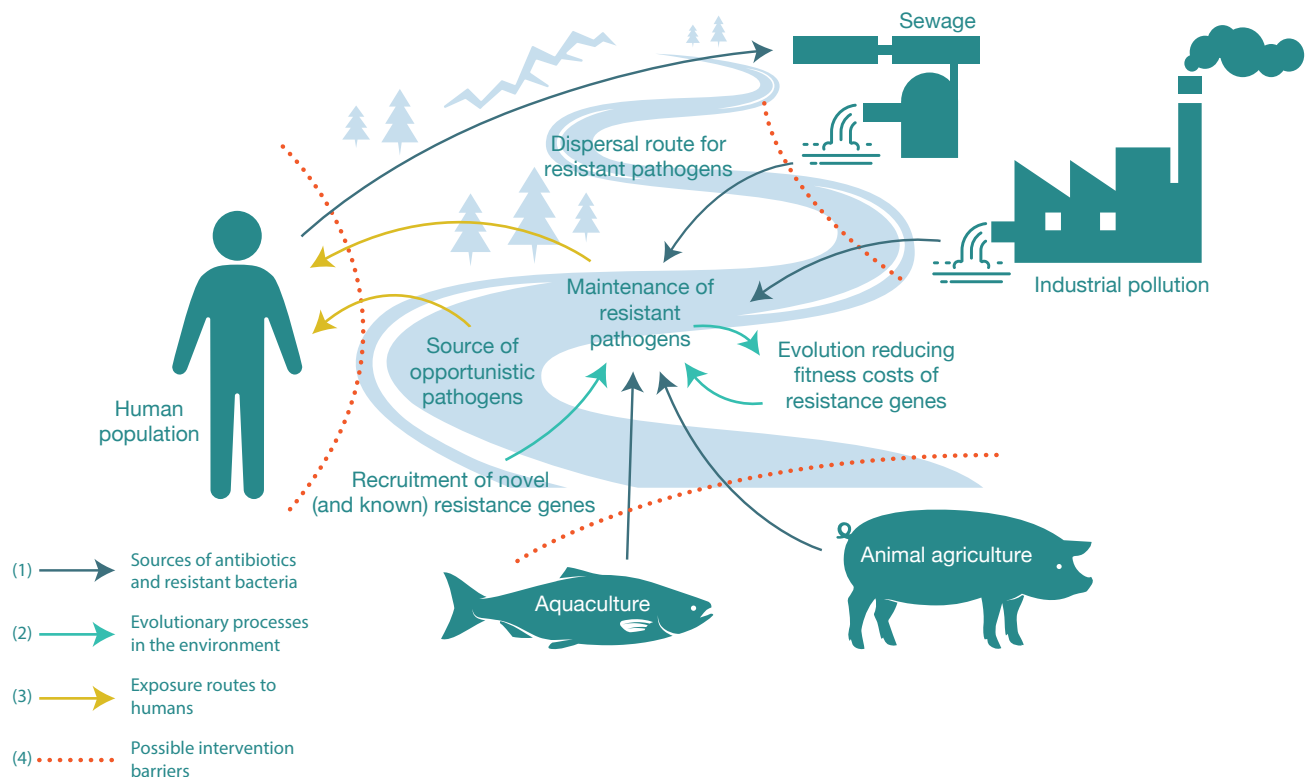 Sewage
Dispersal route for
resistant pathogens
Industrial pollution
Maintenance of
resistant
pathogens
Source of
opportunistic
pathogens
Evolution reducing
fitness costs of
resistance genes
Human
population
Recruitment of novel
(and known) resistance genes
Animal agriculture
Aquaculture
(1) Sources of antibiotics
and resistant bacteria
(2) Evolutionary processes
in the environment
(3) Exposure routes to
humans
(4) Possible intervention
barriers